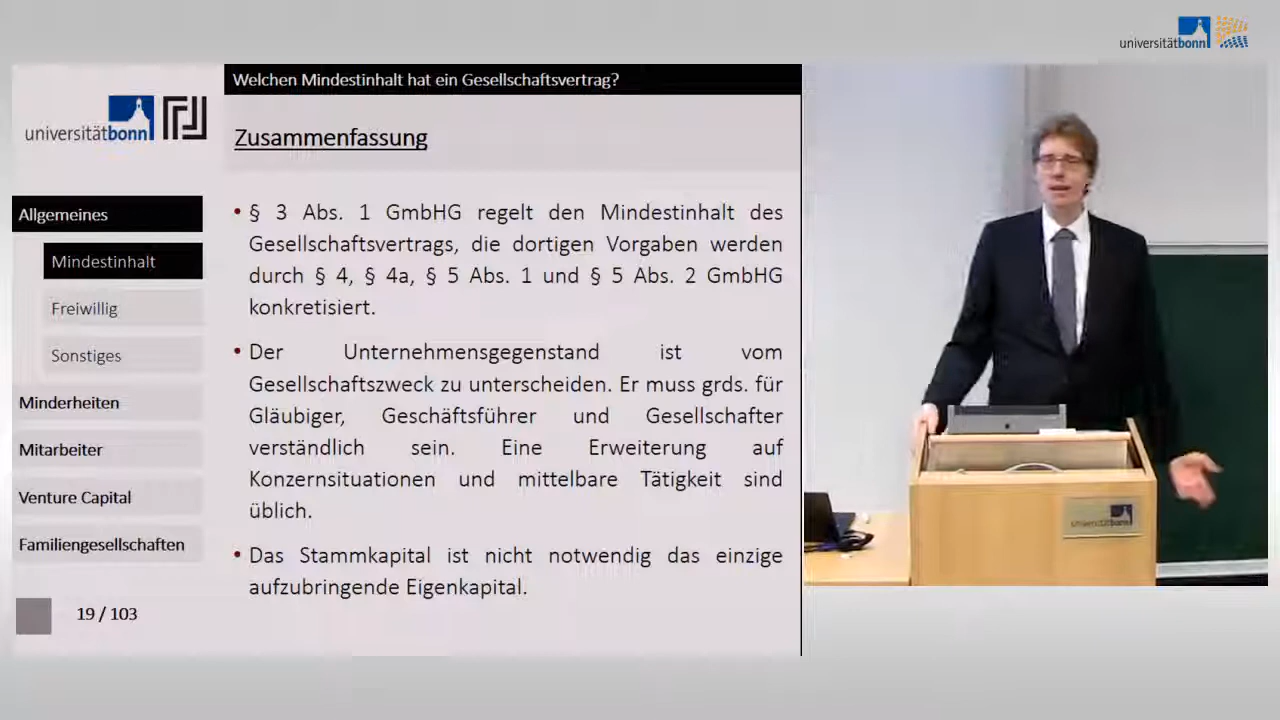 universitätbonn
Welchen Mindestinhalt hat ein Gesellschaftsvertrag?
universitätbonn
Zusammenfassung
Allgemeines
Mindestinhalt
Freiwillig
Sonstiges
Minderheiten
Mitarbeiter
Venture Capital
Familiengesellschaften
19 / 103
• § 3 Abs. 1 GmbHG regelt den Mindestinhalt des
Gesellschaftsvertrags, die dortigen Vorgaben werden
durch § 4, § 4a, § 5 Abs. 1 und § 5 Abs. 2 GmbHG
konkretisiert.
• Der Unternehmensgegenstand ist vom
Gesellschaftszweck zu unterscheiden. Er muss grds. für
Gläubiger, Geschäftsführer und Gesellschafter
verständlich sein. Eine Erweiterung auf
Konzernsituationen und mittelbare Tätigkeit sind
üblich.
• Das Stammkapital ist nicht notwendig das einzige
aufzubringende Eigenkapital.
universitätbonn